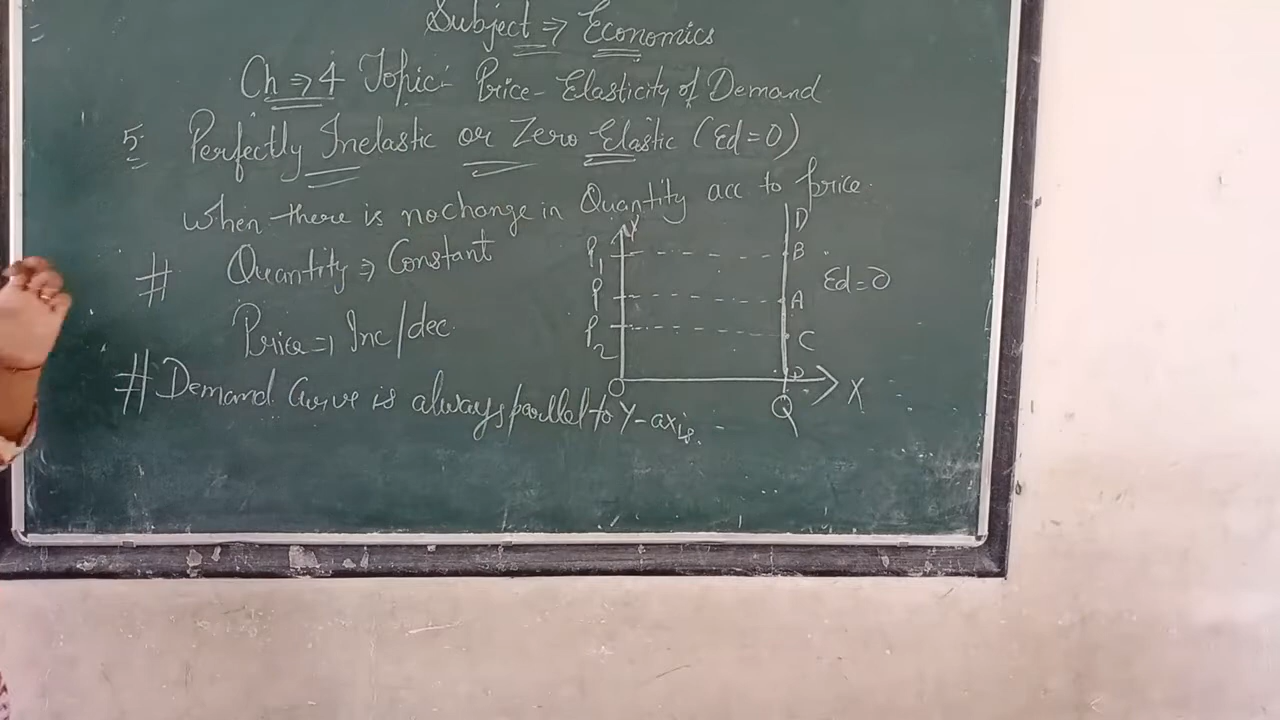 Subject ⇒ Economics
Ch ⇒ 4 Topic:- Price-Elasticity of Demand
5. Perfectly Inelastic or Zero Elastic (Ed=0)
When there is no change in Quantity acc to price.
# Quantity ⇒ Constant
Price ⇒ Inc/dec.
# Demand Curve is always parallel to Y-axis.
Y
D
P1 B
Ed=0
P A
P2 C
O D X
Q